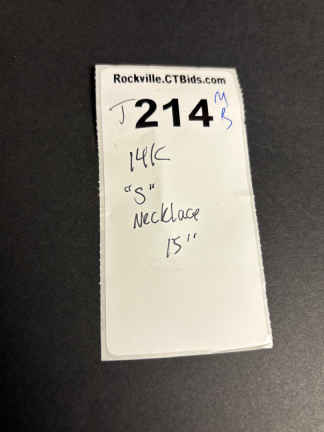 Rockville.CTBids.com
J 214 MB
14K
"S"
Necklace
15"